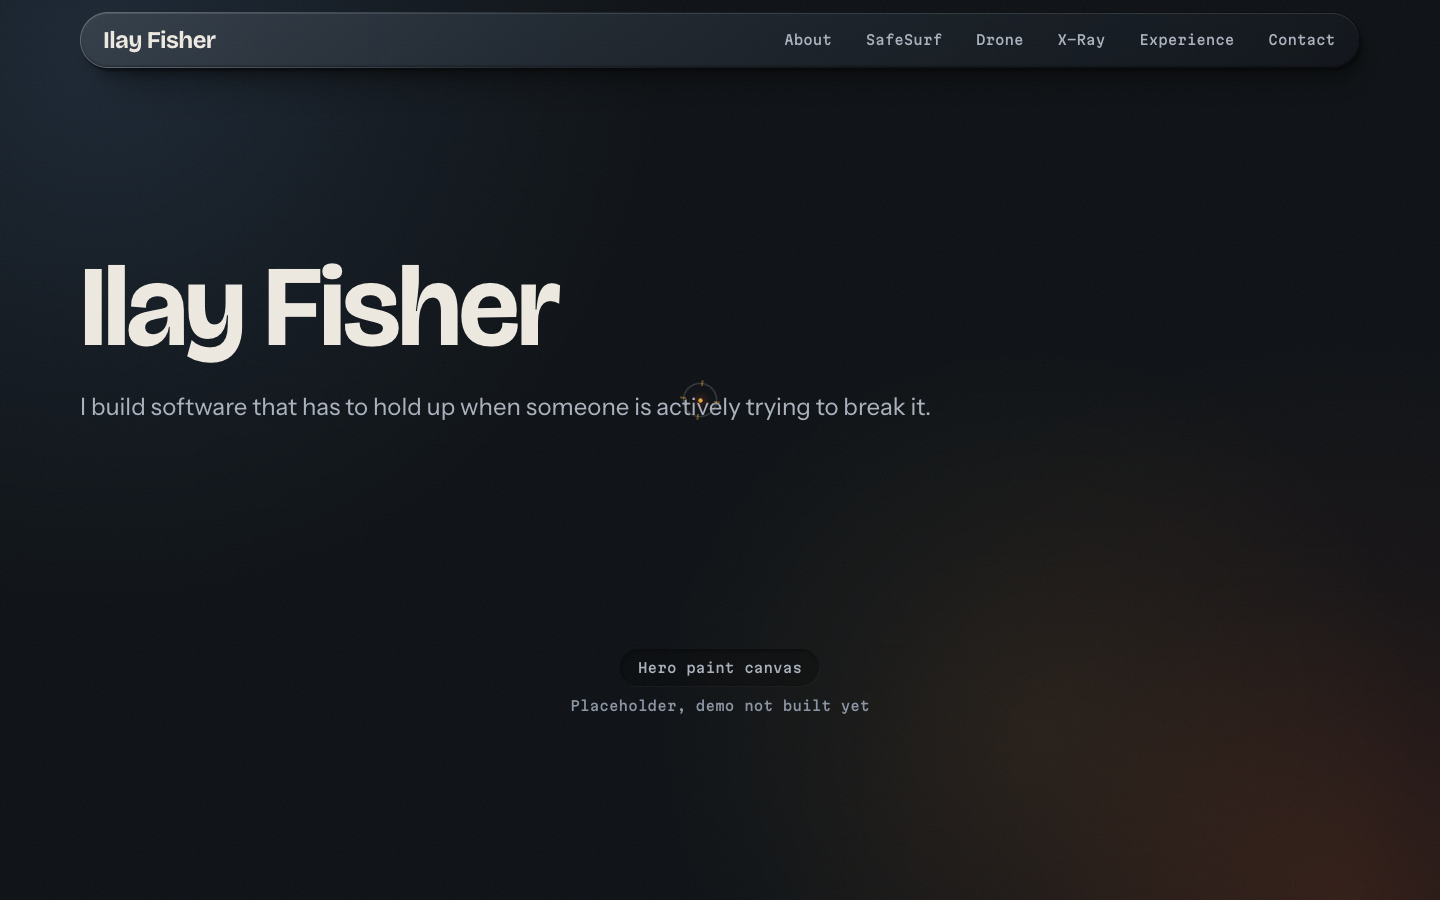 Ilay Fisher
About SafeSurf Drone X-Ray Experience Contact
Ilay Fisher
I build software that has to hold up when someone is actively trying to break it.
Hero paint canvas
Placeholder, demo not built yet